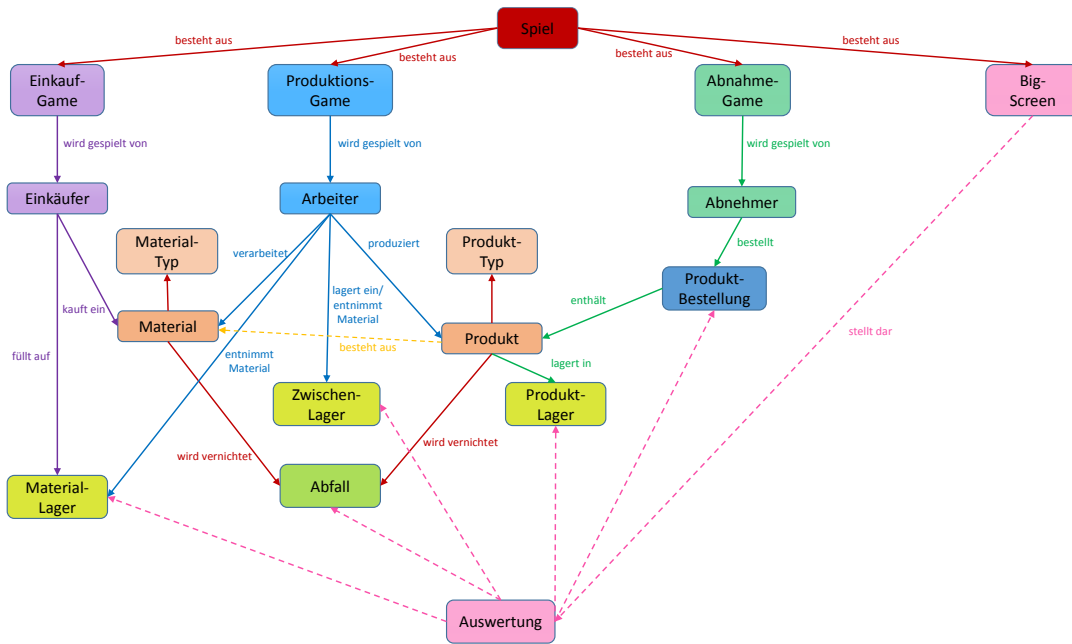 Spiel
besteht aus
besteht aus
besteht aus
besteht aus
Einkauf-
Game
Produktions-
Game
Abnahme-
Game
Big-
Screen
wird gespielt von
wird gespielt von
wird gespielt von
Einkäufer
Arbeiter
Abnehmer
Material-
Typ
verarbeitet
produziert
Produkt-
Typ
bestellt
Produkt-
Bestellung
kauft ein
lagert ein/
entnimmt
Material
enthält
Material
besteht aus
Produkt
stellt dar
füllt auf
entnimmt
Material
lagert in
Zwischen-
Lager
Produkt-
Lager
wird vernichtet
wird vernichtet
Material-
Lager
Abfall
Auswertung